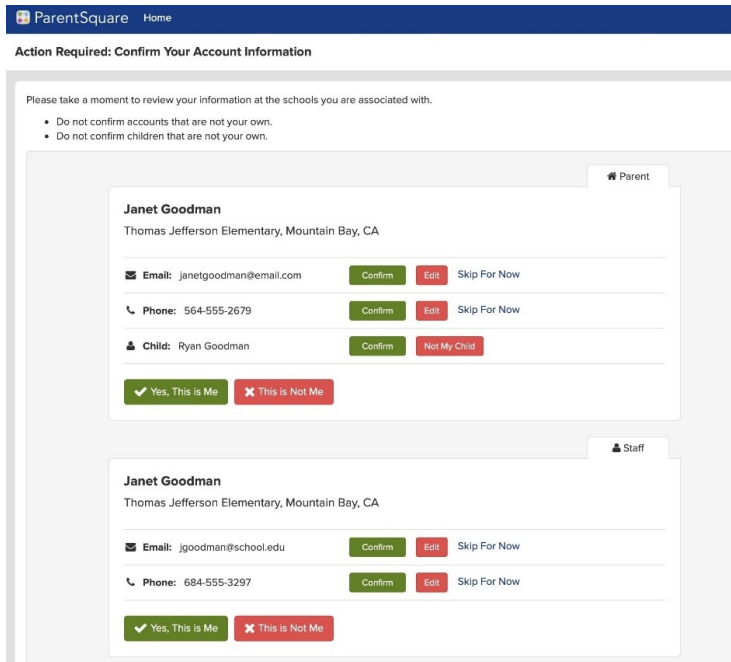 ParentSquare Home
Action Required: Confirm Your Account Information
Please take a moment to review your information at the schools you are associated with.
• Do not confirm accounts that are not your own.
• Do not confirm children that are not your own.
Parent
Janet Goodman
Thomas Jefferson Elementary, Mountain Bay, CA
Email: janetgoodman@email.com Confirm Edit Skip For Now
Phone: 564-555-2679 Confirm Edit Skip For Now
Child: Ryan Goodman Confirm Not My Child
Yes, This is Me This is Not Me
Staff
Janet Goodman
Thomas Jefferson Elementary, Mountain Bay, CA
Email: jgoodman@school.edu Confirm Edit Skip For Now
Phone: 684-555-3297 Confirm Edit Skip For Now
Yes, This is Me This is Not Me